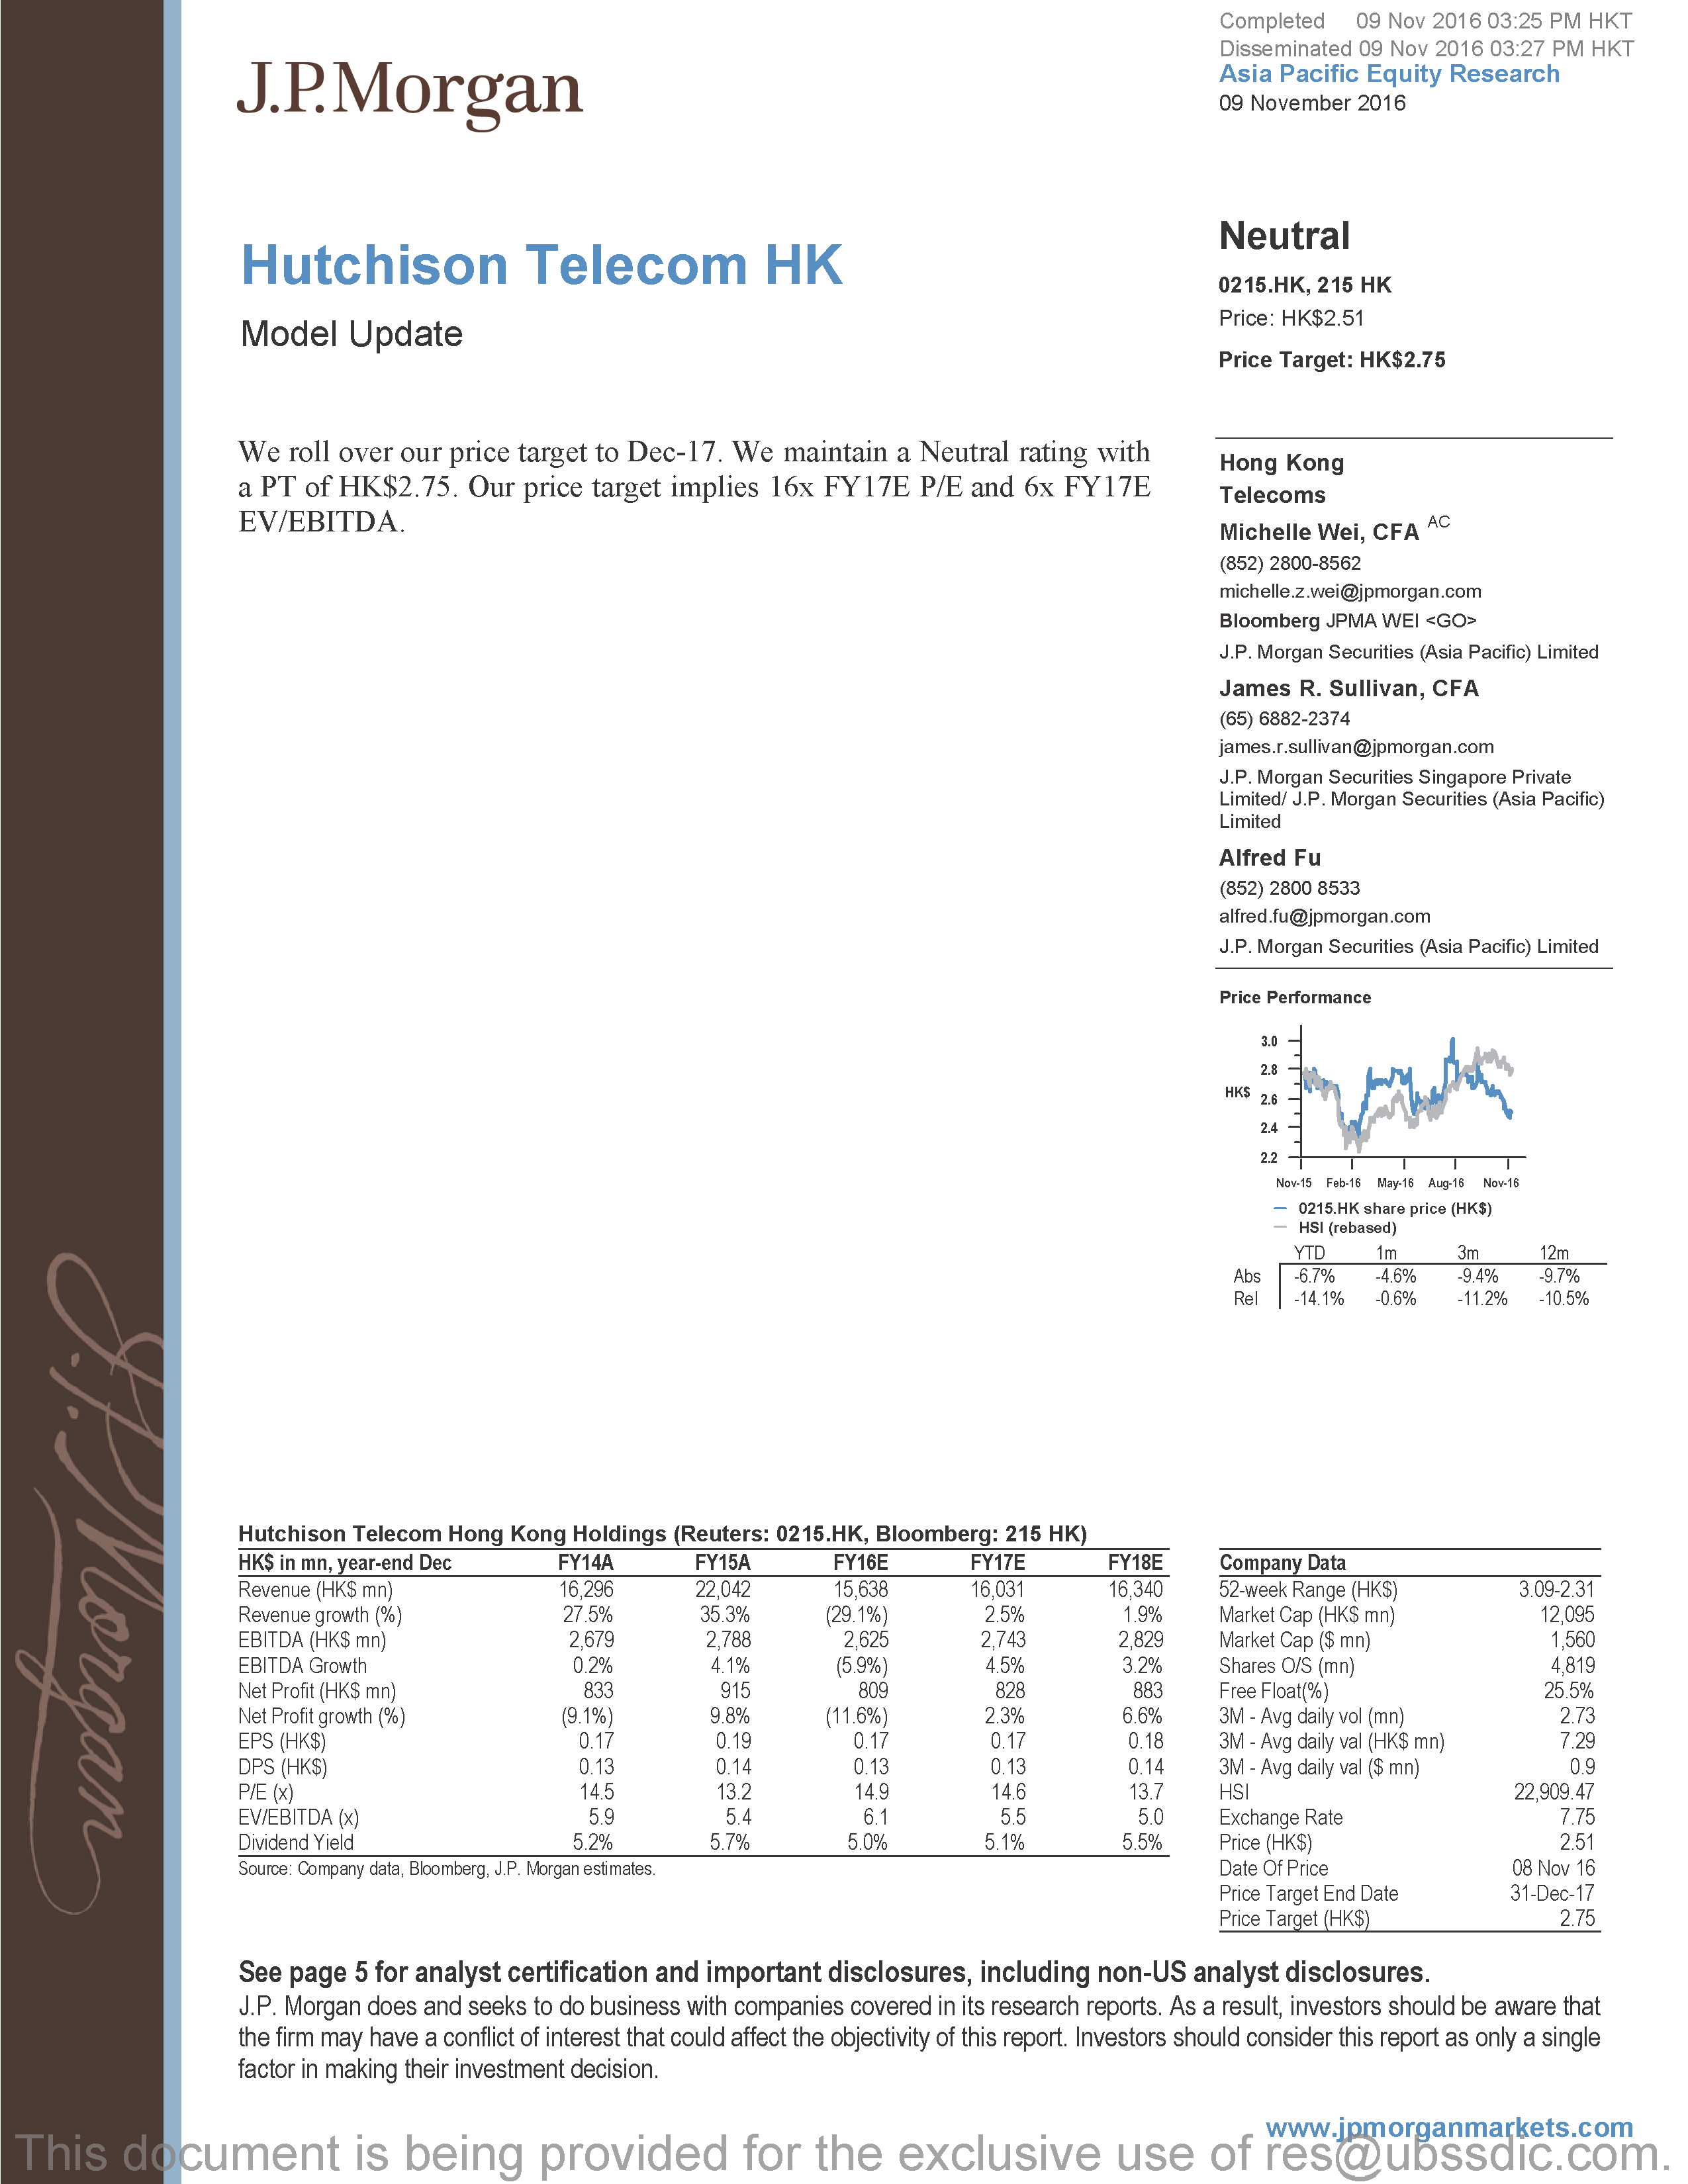 Completed 09 Nov 2016 03:25 PM HKT
Disseminated 09 Nov 2016 03:27 PM HKT
Asia Pacific Equity Research
09 November 2016
J.P.Morgan
Hutchison Telecom HK
Model Update
We roll over our price target to Dec-17. We maintain a Neutral rating with
a PT of HK$2.75. Our price target implies 16x FY17E P/E and 6x FY17E
EV/EBITDA.
Neutral
0215.HK, 215 HK
Price: HK$2.51
Price Target: HK$2.75
Hong Kong
Telecoms
Michelle Wei, CFA AC
(852) 2800-8562
michelle.z.wei@jpmorgan.com
Bloomberg JPMA WEI <GO>
J.P. Morgan Securities (Asia Pacific) Limited
James R. Sullivan, CFA
(65) 6882-2374
james.r.sullivan@jpmorgan.com
J.P. Morgan Securities Singapore Private
Limited/ J.P. Morgan Securities (Asia Pacific)
Limited
Alfred Fu
(852) 2800 8533
alfred.fu@jpmorgan.com
J.P. Morgan Securities (Asia Pacific) Limited
Price Performance
3.0
2.8
HK$ 2.6
2.4
2.2
Nov-15 Feb-16 May-16 Aug-16 Nov-16
0215.HK share price (HK$)
HSI (rebased)
YTD 1m 3m 12m
Abs -6.7% -4.6% -9.4% -9.7%
Rel -14.1% -0.6% -11.2% -10.5%
J.P. Morgan
Hutchison Telecom Hong Kong Holdings (Reuters: 0215.HK, Bloomberg: 215 HK)
HK$ in mn, year-end Dec FY14A FY15A FY16E FY17E FY18E
Revenue (HK$ mn) 16,296 22,042 15,638 16,031 16,340
Revenue growth (%) 27.5% 35.3% (29.1%) 2.5% 1.9%
EBITDA (HK$ mn) 2,679 2,788 2,625 2,743 2,829
EBITDA Growth 0.2% 4.1% (5.9%) 4.5% 3.2%
Net Profit (HK$ mn) 833 915 809 828 883
Net Profit growth (%) (9.1%) 9.8% (11.6%) 2.3% 6.6%
EPS (HK$) 0.17 0.19 0.17 0.17 0.18
DPS (HK$) 0.13 0.14 0.13 0.13 0.14
P/E (x) 14.5 13.2 14.9 14.6 13.7
EV/EBITDA (x) 5.9 5.4 6.1 5.5 5.0
Dividend Yield 5.2% 5.7% 5.0% 5.1% 5.5%
Source: Company data, Bloomberg, J.P. Morgan estimates.
Company Data
52-week Range (HK$) 3.09-2.31
Market Cap (HK$ mn) 12,095
Market Cap ($ mn) 1,560
Shares O/S (mn) 4,819
Free Float(%) 25.5%
3M - Avg daily vol (mn) 2.73
3M - Avg daily val (HK$ mn) 7.29
3M - Avg daily val ($ mn) 0.9
HSI 22,909.47
Exchange Rate 7.75
Price (HK$) 2.51
Date Of Price 08 Nov 16
Price Target End Date 31-Dec-17
Price Target (HK$) 2.75
See page 5 for analyst certification and important disclosures, including non-US analyst disclosures.
J.P. Morgan does and seeks to do business with companies covered in its research reports. As a result, investors should be aware that
the firm may have a conflict of interest that could affect the objectivity of this report. Investors should consider this report as only a single
factor in making their investment decision.
www.jpmorganmarkets.com
This document is being provided for the exclusive use of res@ubssdic.com.